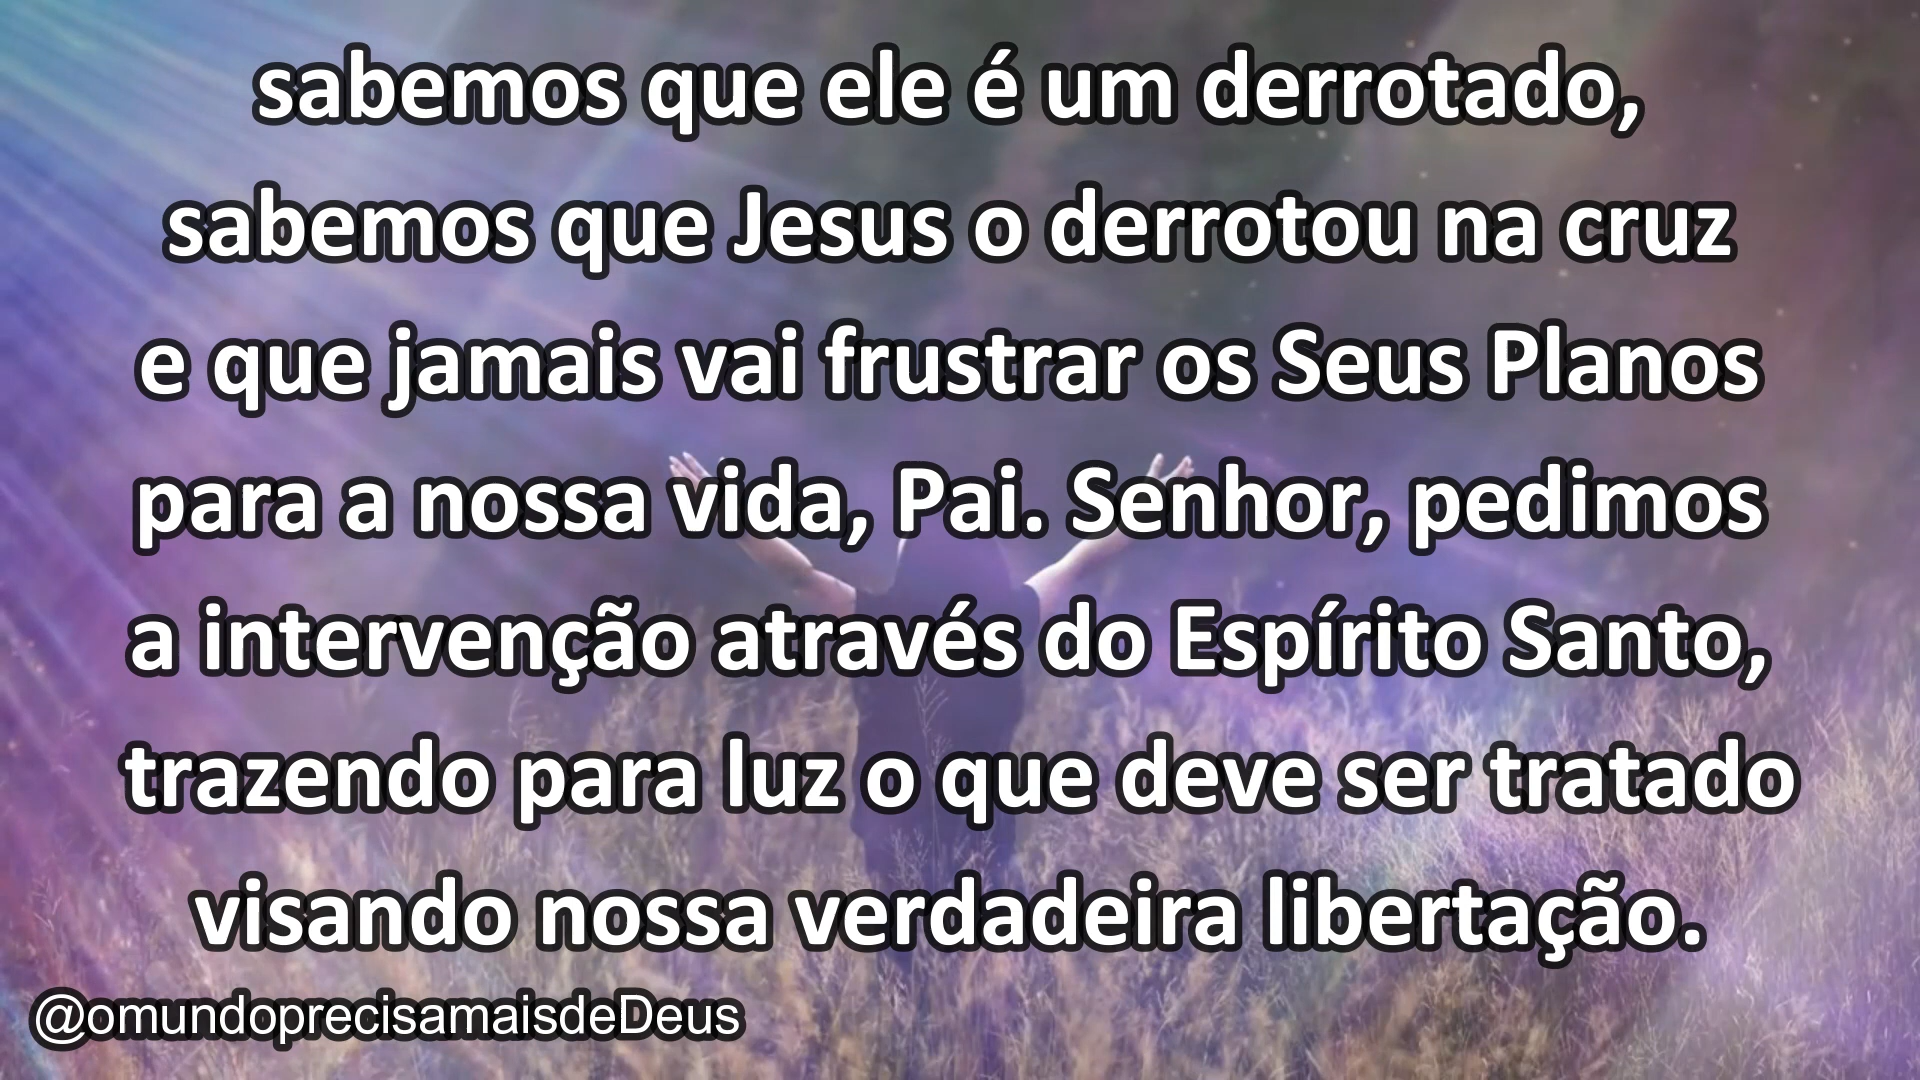 sabemos que ele é um derrotado,
sabemos que Jesus o derrotou na cruz
e que jamais vai frustrar os Seus Planos
para a nossa vida, Pai. Senhor, pedimos
a intervenção através do Espírito Santo,
trazendo para luz o que deve ser tratado
visando nossa verdadeira libertação.
@omundoprecisamaisdeDeus